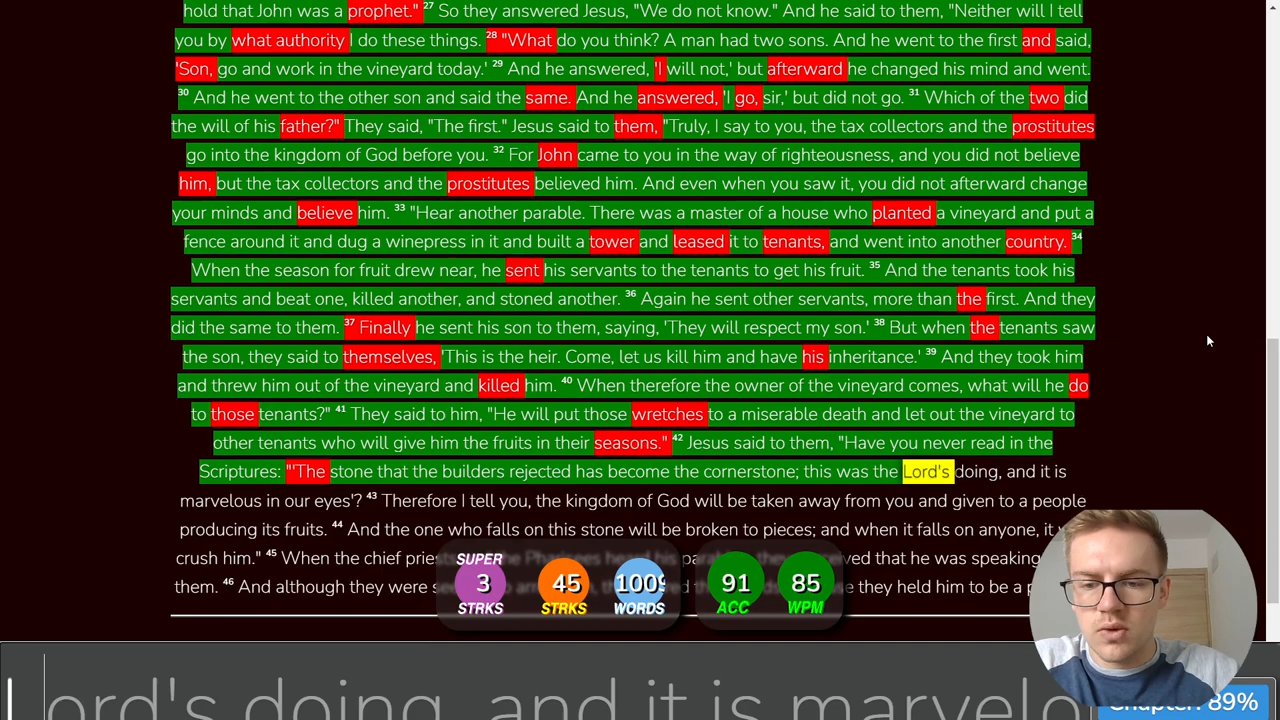 hold that John was a prophet." 27 So they answered Jesus, "We do not know." And he said to them, "Neither will I tell
you by what authority I do these things. 28 "What do you think? A man had two sons. And he went to the first and said,
'Son, go and work in the vineyard today.' 29 And he answered, 'I will not,' but afterward he changed his mind and went.
30 And he went to the other son and said the same. And he answered, 'I go, sir,' but did not go. 31 Which of the two did
the will of his father?" They said, "The first." Jesus said to them, "Truly, I say to you, the tax collectors and the prostitutes
go into the kingdom of God before you. 32 For John came to you in the way of righteousness, and you did not believe
him, but the tax collectors and the prostitutes believed him. And even when you saw it, you did not afterward change
your minds and believe him. 33 "Hear another parable. There was a master of a house who planted a vineyard and put a
fence around it and dug a winepress in it and built a tower and leased it to tenants, and went into another country. 34
When the season for fruit drew near, he sent his servants to the tenants to get his fruit. 35 And the tenants took his
servants and beat one, killed another, and stoned another. 36 Again he sent other servants, more than the first. And they
did the same to them. 37 Finally he sent his son to them, saying, 'They will respect my son.' 38 But when the tenants saw
the son, they said to themselves, 'This is the heir. Come, let us kill him and have his inheritance.' 39 And they took him
and threw him out of the vineyard and killed him. 40 When therefore the owner of the vineyard comes, what will he do
to those tenants?" 41 They said to him, "He will put those wretches to a miserable death and let out the vineyard to
other tenants who will give him the fruits in their seasons." 42 Jesus said to them, "Have you never read in the
Scriptures: "'The stone that the builders rejected has become the cornerstone; this was the Lord's doing, and it is
marvelous in our eyes'? 43 Therefore I tell you, the kingdom of God will be taken away from you and given to a people
producing its fruits. 44 And the one who falls on this stone will be broken to pieces; and when it falls on anyone, it
crush him." 45 When the chief priests the Pharisees heard his they that he was speaking
them. 46 And although they were they held him to be a
SUPER
3
STRKS
45
STRKS
1009
WORDS
91
ACC
85
WPM
Lord's doing, and it is marvelo
Chapter: 89%